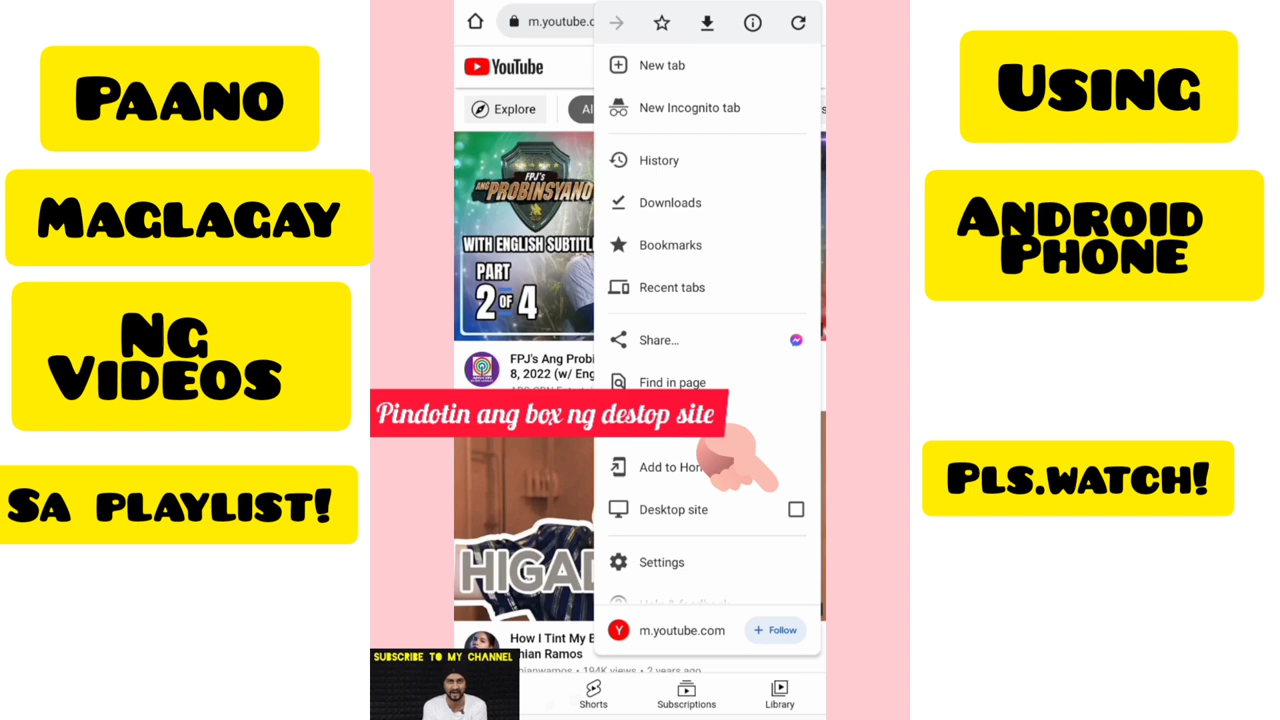 PAANO
MAGLAGAY
NG
VIDEOS
SA PLAYLIST!
USING
ANDROID
PHONE
PLS.WATCH!
m.youtube.c
YouTube
Explore
FPJ's
ANG PROBINSYANO
WITH ENGLISH SUBTITL
PART
2 OF 4
FPJ's Ang Probi
8, 2022 (w/ Eng
HIGAD
How I Tint My B
nian Ramos
194K views • 2 years ago
New tab
New Incognito tab
History
Downloads
Bookmarks
Recent tabs
Share...
Find in page
Pindotin ang box ng destop site
Add to Hom
Desktop site
Settings
Help & feedback
Y
m.youtube.com
+ Follow
Shorts
Subscriptions
Library
SUBSCRIBE TO MY CHANNEL